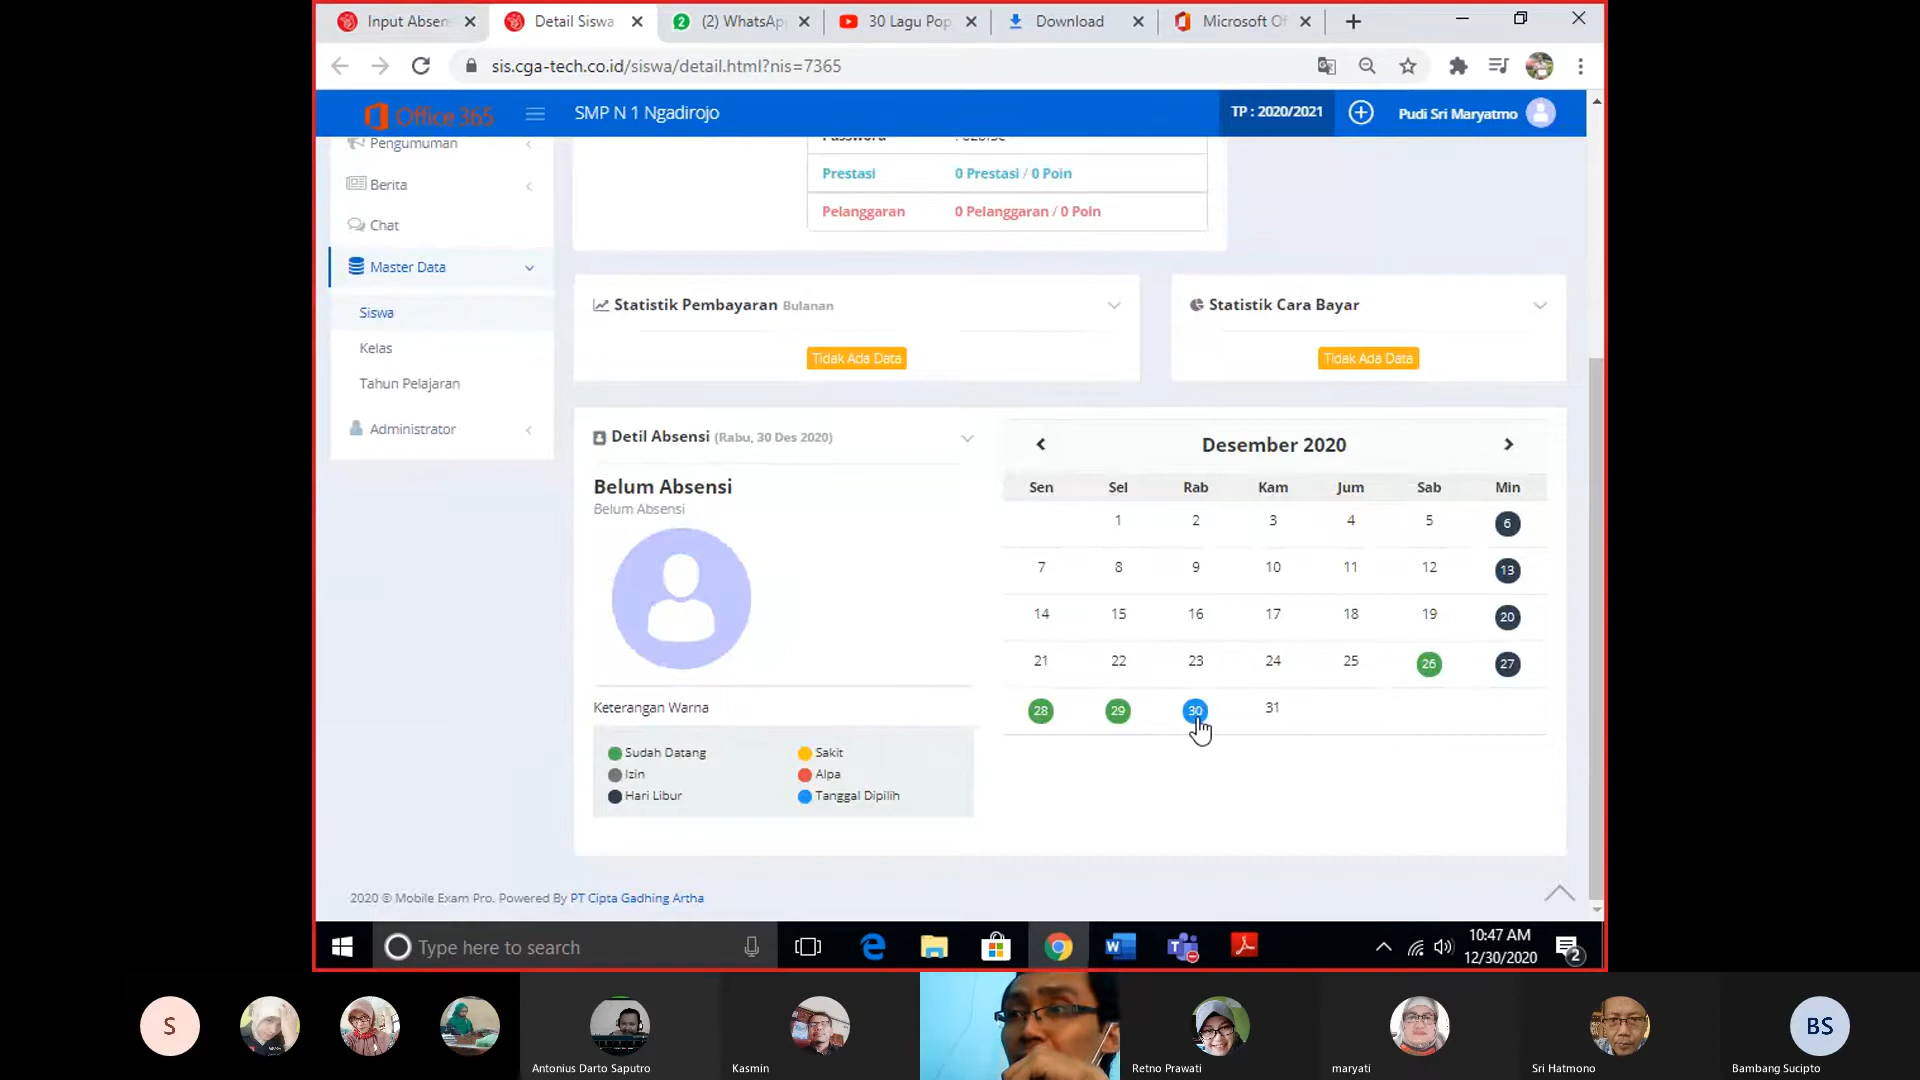 Input Absen
Detail Siswa
(2) WhatsAp
30 Lagu Pop
Download
Microsoft Of
sis.cga-tech.co.id/siswa/detail.html?nis=7365
Office 365
SMP N 1 Ngadirojo
TP : 2020/2021
Pudi Sri Maryatmo
Pengumuman
Berita
Chat
Master Data
Siswa
Kelas
Tahun Pelajaran
Administrator
Password
Prestasi 0 Prestasi / 0 Poin
Pelanggaran 0 Pelanggaran / 0 Poin
Statistik Pembayaran Bulanan
Tidak Ada Data
Statistik Cara Bayar
Tidak Ada Data
Detil Absensi (Rabu, 30 Des 2020)
Belum Absensi
Belum Absensi
Keterangan Warna
Sudah Datang Sakit
Izin Alpa
Hari Libur Tanggal Dipilih
Desember 2020
Sen Sel Rab Kam Jum Sab Min
1 2 3 4 5 6
7 8 9 10 11 12 13
14 15 16 17 18 19 20
21 22 23 24 25 26 27
28 29 30 31
2020 © Mobile Exam Pro. Powered By PT Cipta Gadhing Artha
Type here to search
10:47 AM
12/30/2020
2
S
BS
Antonius Darto Saputro
Kasmin
Retno Prawati
maryati
Sri Hatmono
Bambang Sucipto